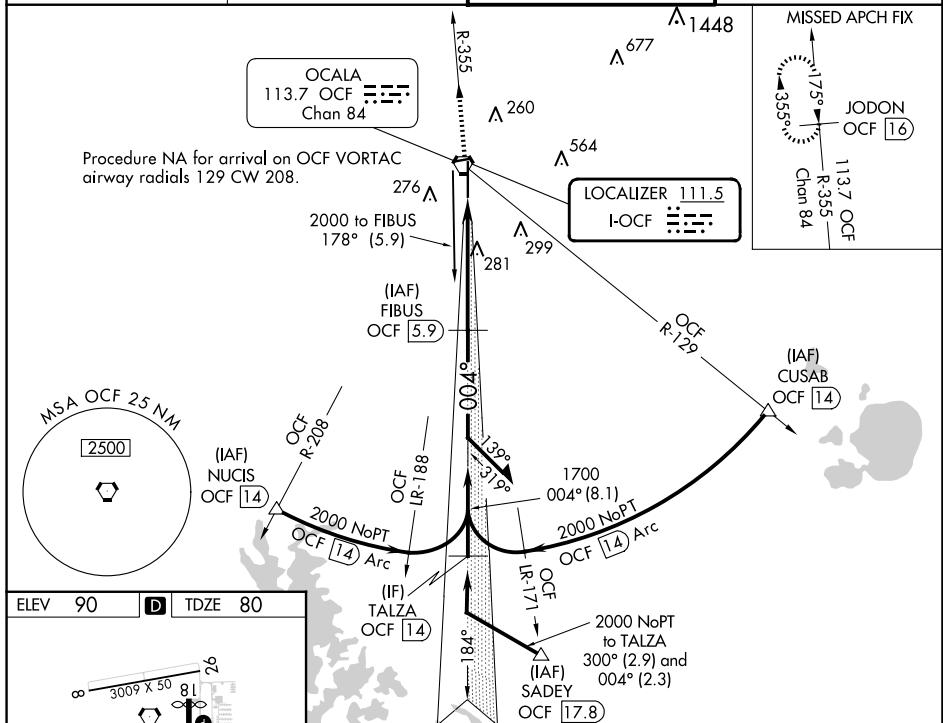 R-355
1448
677
MISSED APCH FIX
OCALA
113.7 OCF
Chan 84
260
175°
355°
JODON
OCF 16
113.7 OCF
R-355
Chan 84
Procedure NA for arrival on OCF VORTAC
airway radials 129 CW 208.
564
276
LOCALIZER 111.5
I-OCF
2000 to FIBUS
178° (5.9)
299
281
(IAF)
FIBUS
OCF 5.9
OCF
R-129
(IAF)
CUSAB
OCF 14
004°
MSA OCF 25 NM
2500
OCF
R-208
(IAF)
NUCIS
OCF 14
OCF
LR-188
139°
319°
1700
004° (8.1)
2000 NoPT
OCF 14 Arc
2000 NoPT
OCF 14 Arc
OCF
LR-171
(IF)
TALZA
OCF 14
184°
2000 NoPT
to TALZA
300° (2.9) and
004° (2.3)
(IAF)
SADEY
OCF 17.8
ELEV 90
D
TDZE 80
8
3009 X 50
26
18